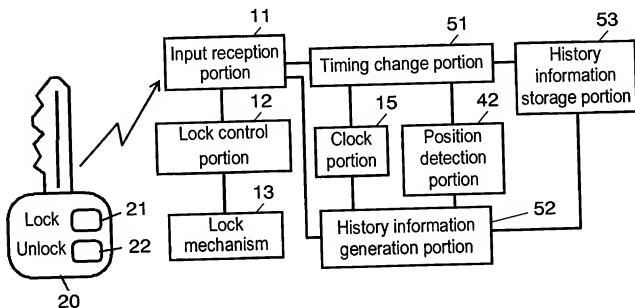 11
Input reception
portion
51
Timing change portion
53
History
information
storage portion
12
Lock control
portion
15
Clock
portion
42
Position
detection
portion
13
Lock
mechanism
History information
generation portion
52
Lock
21
Unlock
22
20